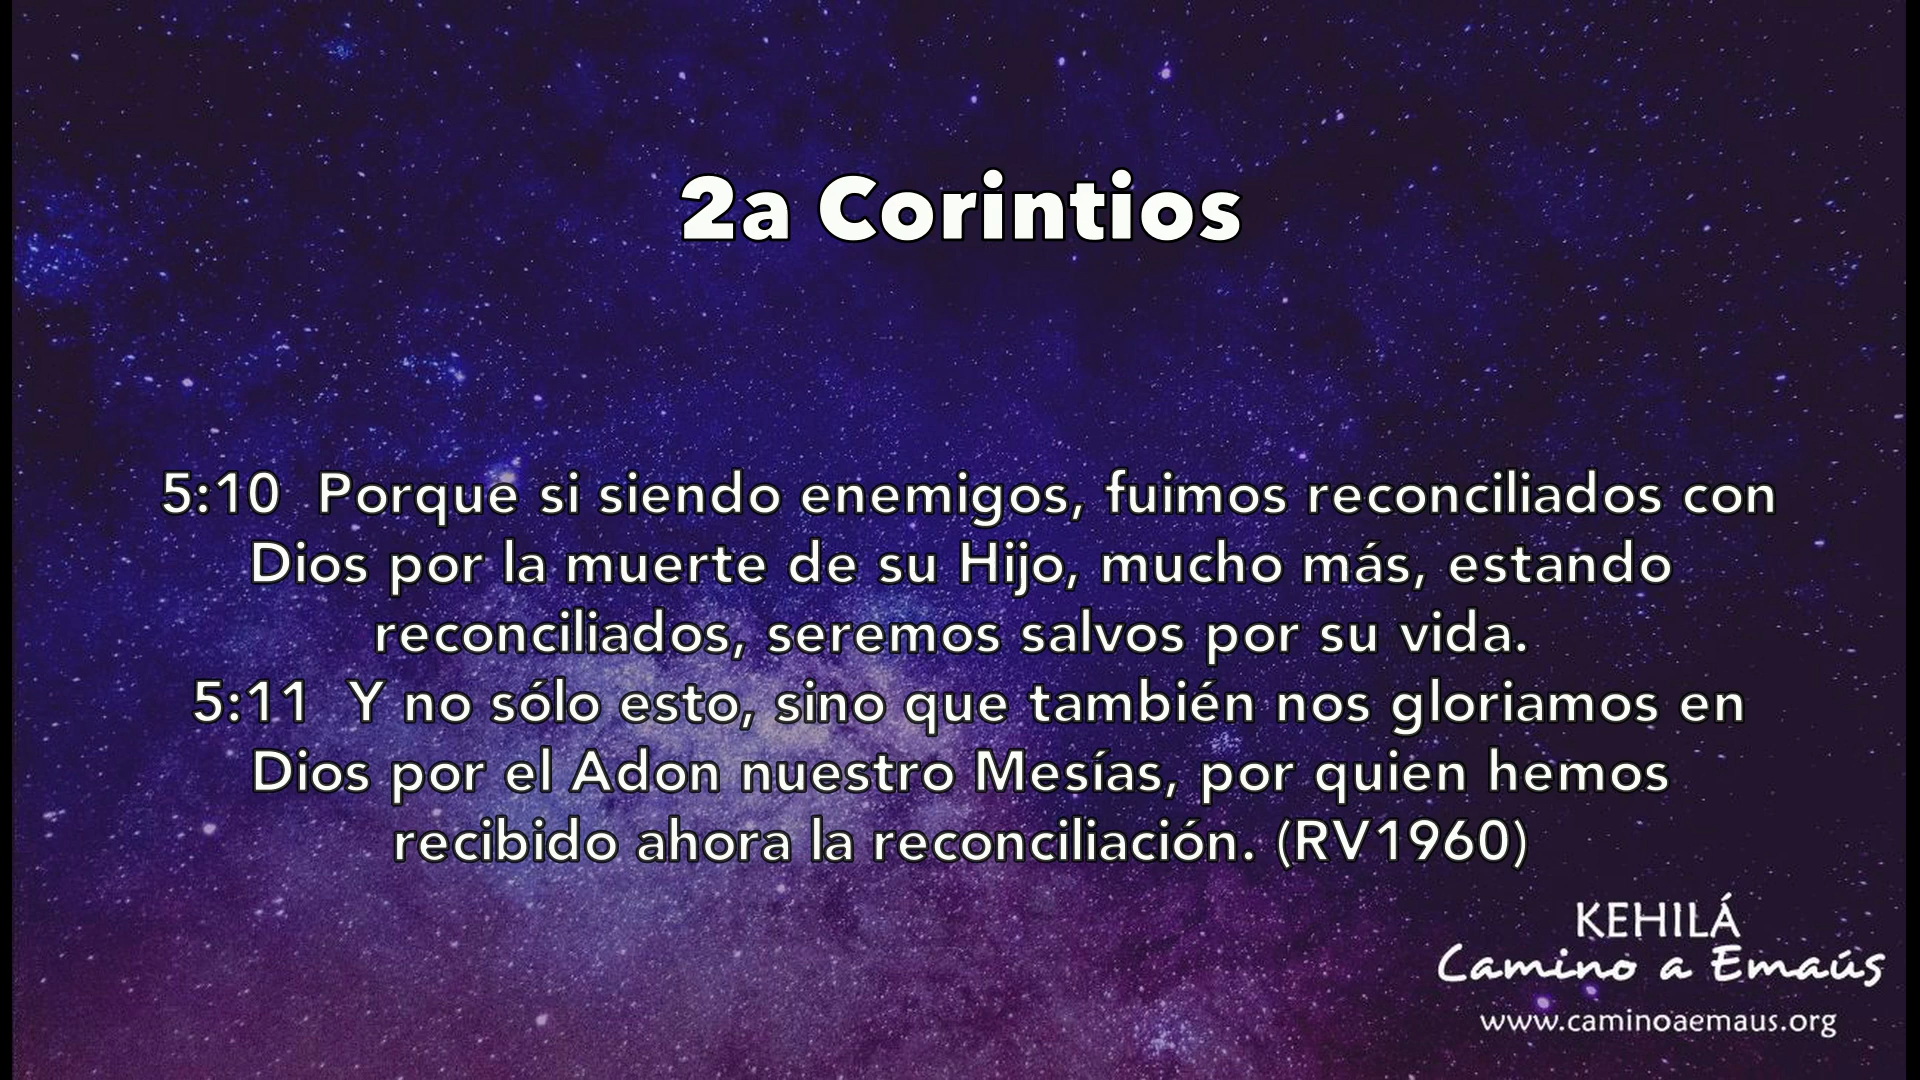 2a Corintios
5:10 Porque si siendo enemigos, fuimos reconciliados con
Dios por la muerte de su Hijo, mucho más, estando
reconciliados, seremos salvos por su vida.
5:11 Y no sólo esto, sino que también nos gloriamos en
Dios por el Adon nuestro Mesías, por quien hemos
recibido ahora la reconciliación. (RV1960)
KEHILÁ
Camino a Emaús
www.caminoaemaus.org